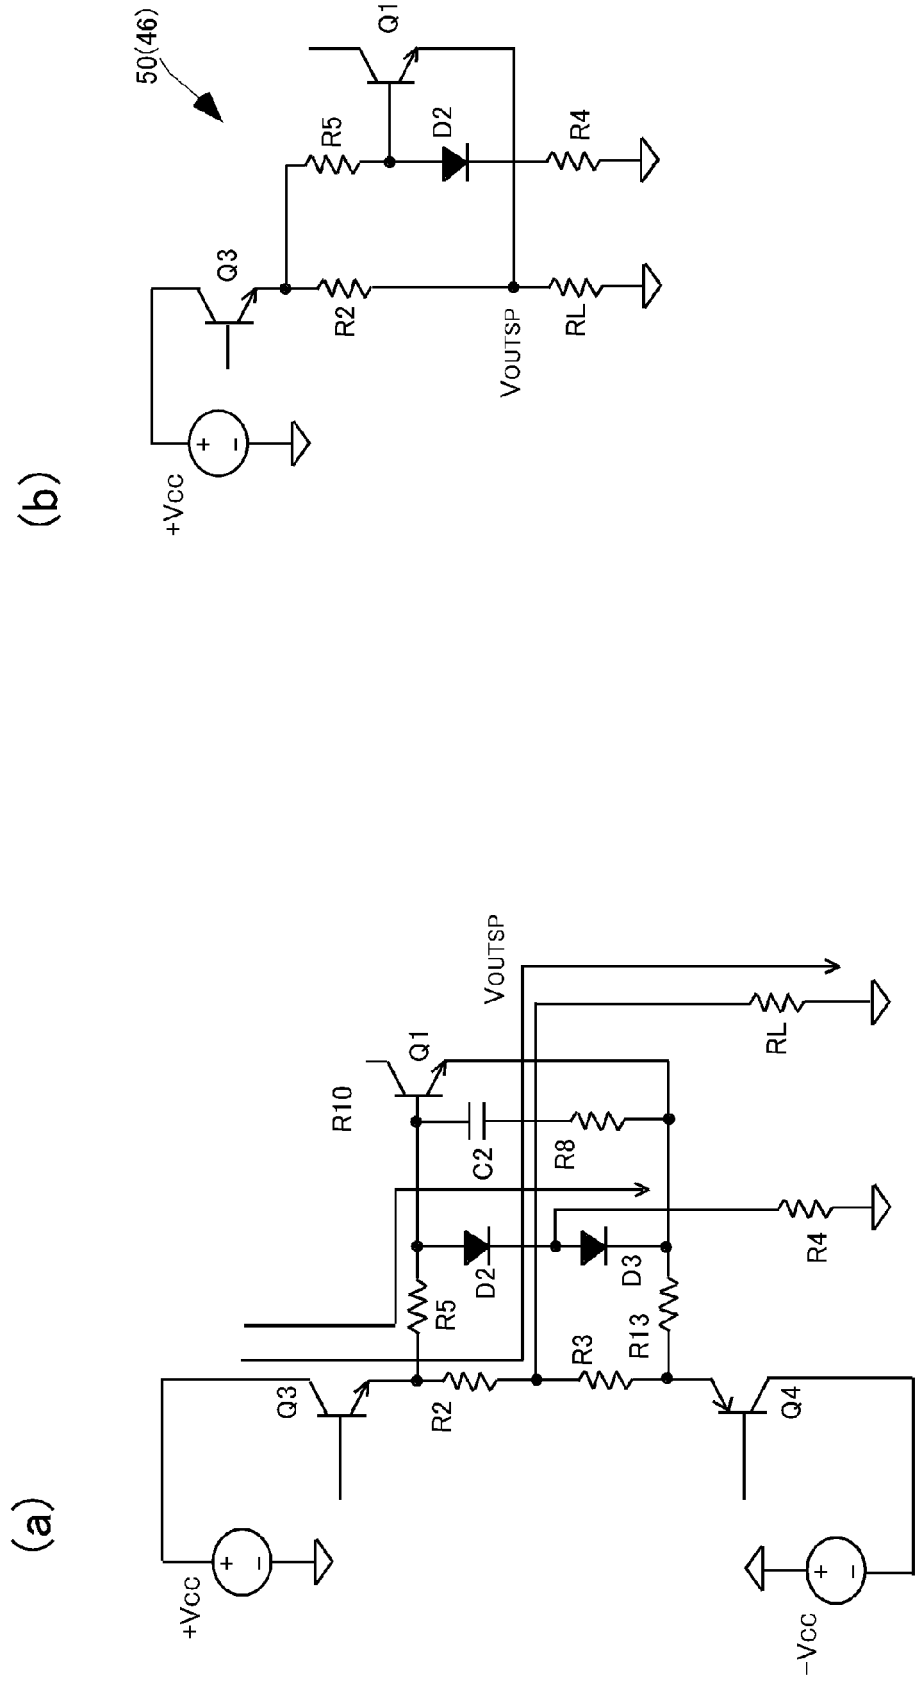 (a)
+VCC
+
−
Q3
R2
R5
D2
C2
R10
Q1
R8
D3
R3
R13
VOUTSP
RL
R4
Q4
−VCC
+
−
(b)
50(46)
+VCC
+
−
Q3
R2
R5
Q1
D2
R4
VOUTSP
RL